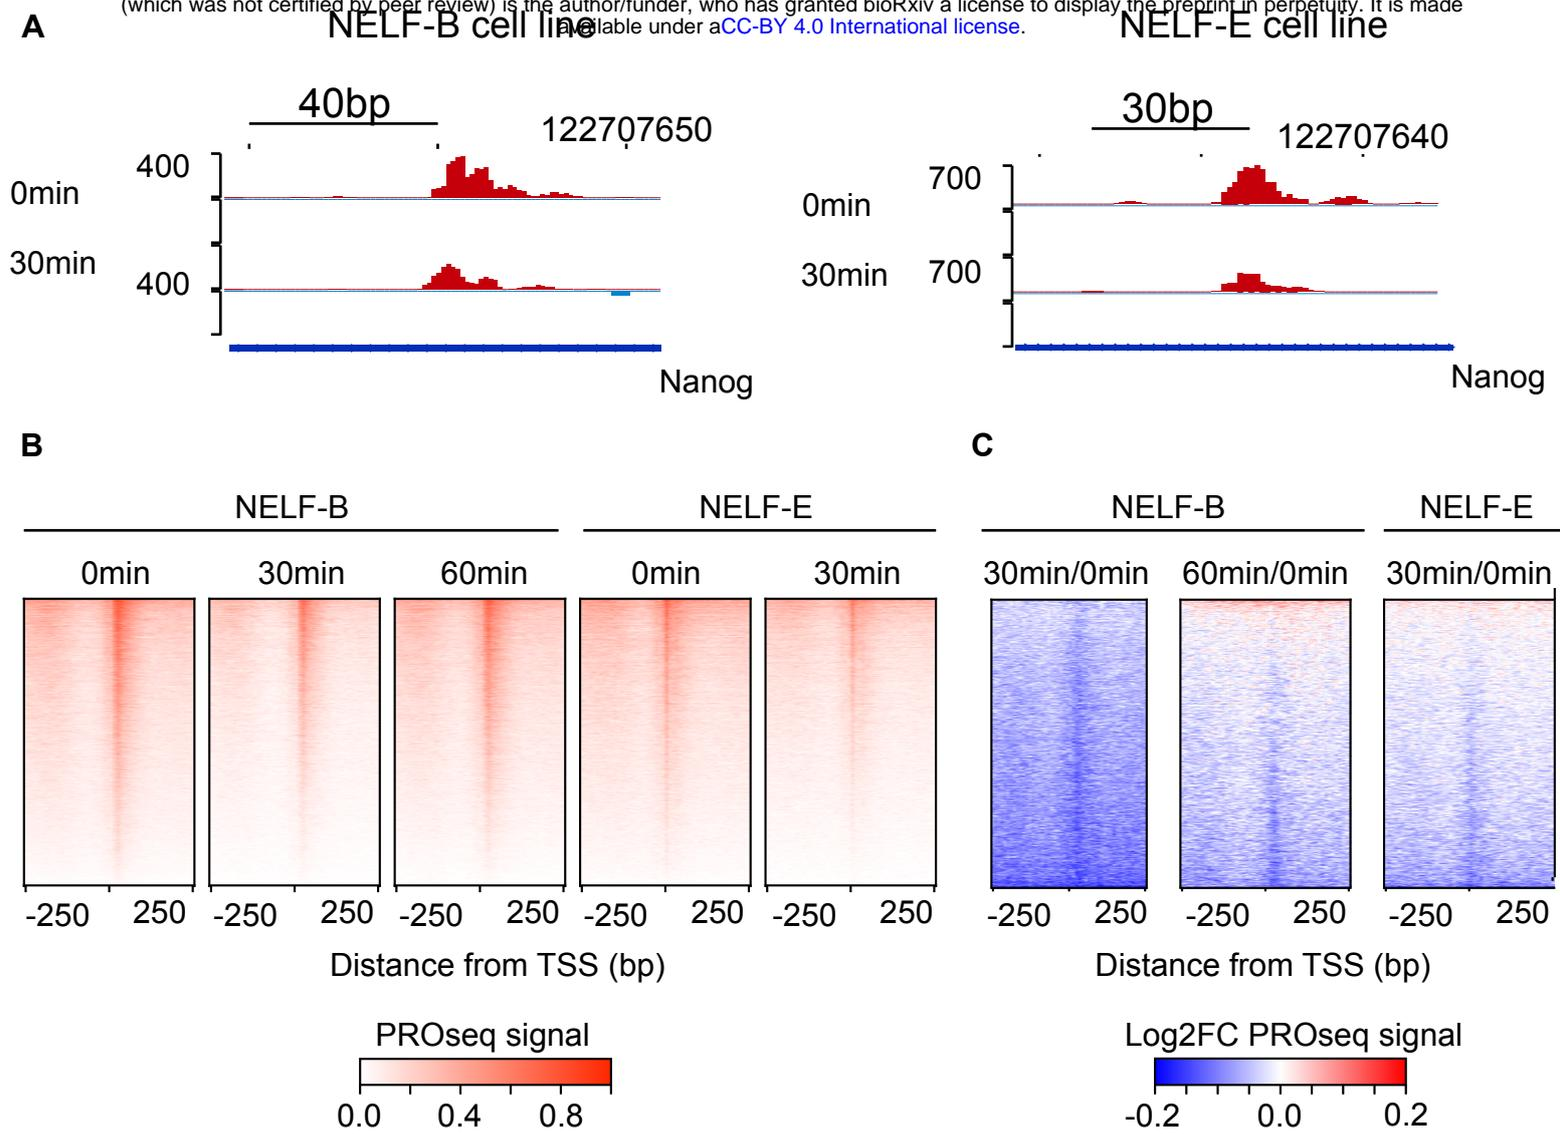 (which was not certified by peer review) is the author/funder, who has granted bioRxiv a license to display the preprint in perpetuity. It is made
available under aCC-BY 4.0 International license.
A
NELF-B cell line
NELF-E cell line
40bp
122707650
30bp
122707640
400
0min
30min
400
Nanog
700
0min
30min
700
Nanog
B
NELF-B
NELF-E
0min
30min
60min
0min
30min
-250 250
-250 250
-250 250
-250 250
-250 250
Distance from TSS (bp)
PROseq signal
0.0 0.4 0.8
C
NELF-B
NELF-E
30min/0min
60min/0min
30min/0min
-250 250
-250 250
-250 250
Distance from TSS (bp)
Log2FC PROseq signal
-0.2 0.0 0.2